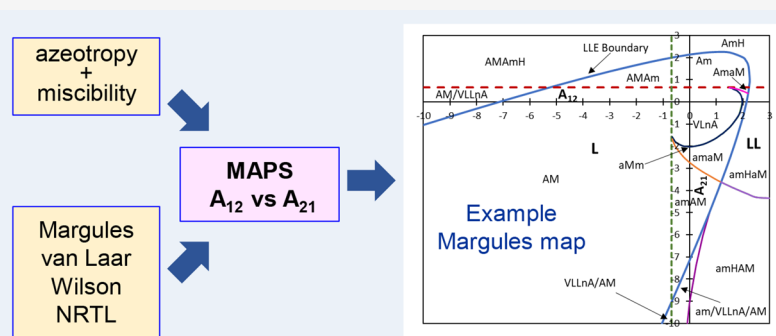 azeotropy
+
miscibility
Margules
van Laar
Wilson
NRTL
MAPS
A12 vs A21
3
AmH
LLE Boundary
2
Am
AMAmH
AMAm
1
AmaM
AM/VLLnA
A12
0
-10 -9 -8 -7 -6 -5 -4 -3 -2 -1 0 1 2 3
-1
VLnA
-2
L
LL
aMm
amaM
-3
amHaM
AM
A21
-4
amAM
-5
Example
Margules map
-6
-7
amHAM
-8
VLLnA/AM
-9
am/VLLnA/AM
-10